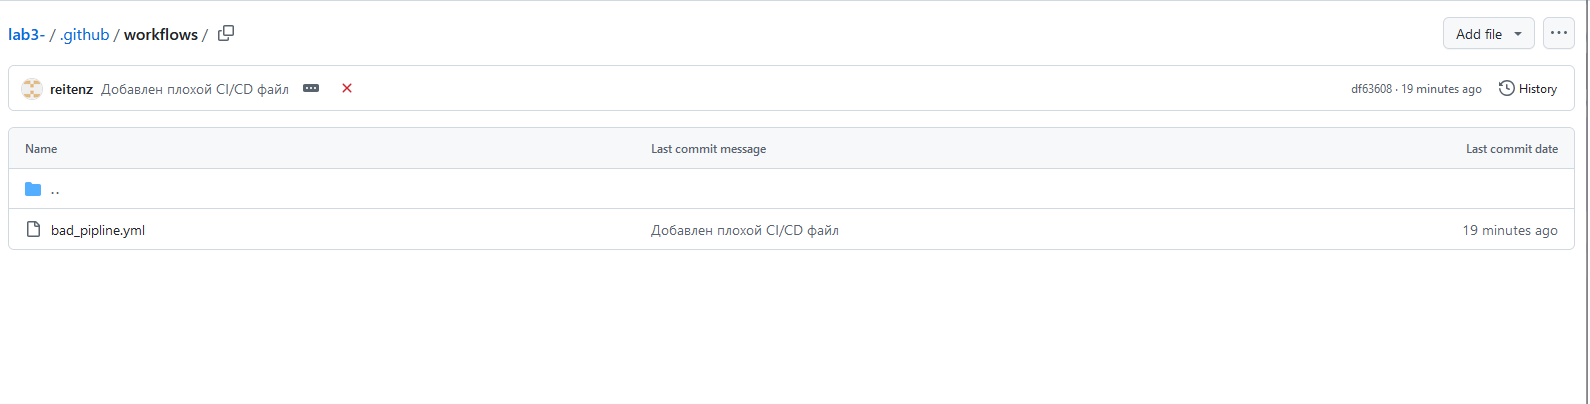 lab3- / .github / workflows /
Add file
reitenz Добавлен плохой CI/CD файл
df63608 · 19 minutes ago
History
Name Last commit message Last commit date
..
bad_pipline.yml Добавлен плохой CI/CD файл 19 minutes ago